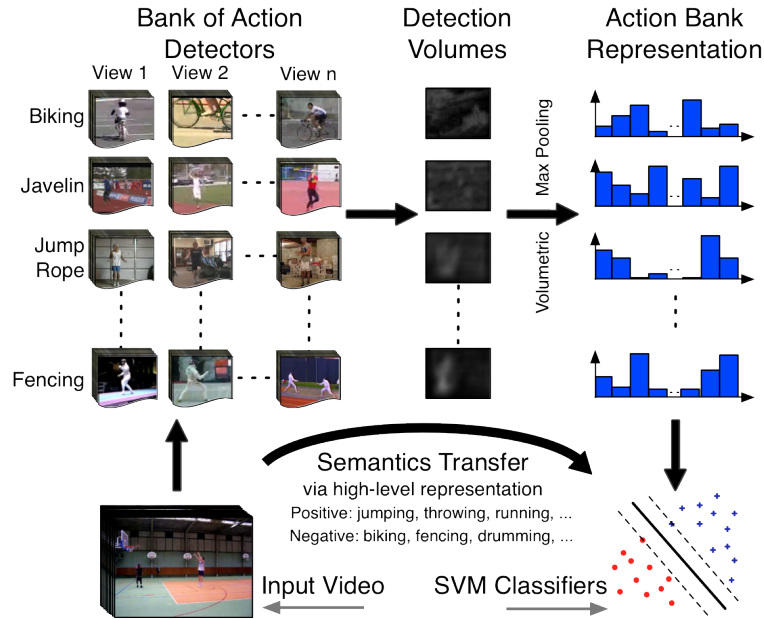 Bank of Action
Detectors
Detection
Volumes
Action Bank
Representation
View 1
View 2
View n
Biking
Javelin
Jump
Rope
Fencing
Max Pooling
Volumetric
Semantics Transfer
via high-level representation
Positive: jumping, throwing, running, ...
Negative: biking, fencing, drumming, ...
Input Video
SVM Classifiers